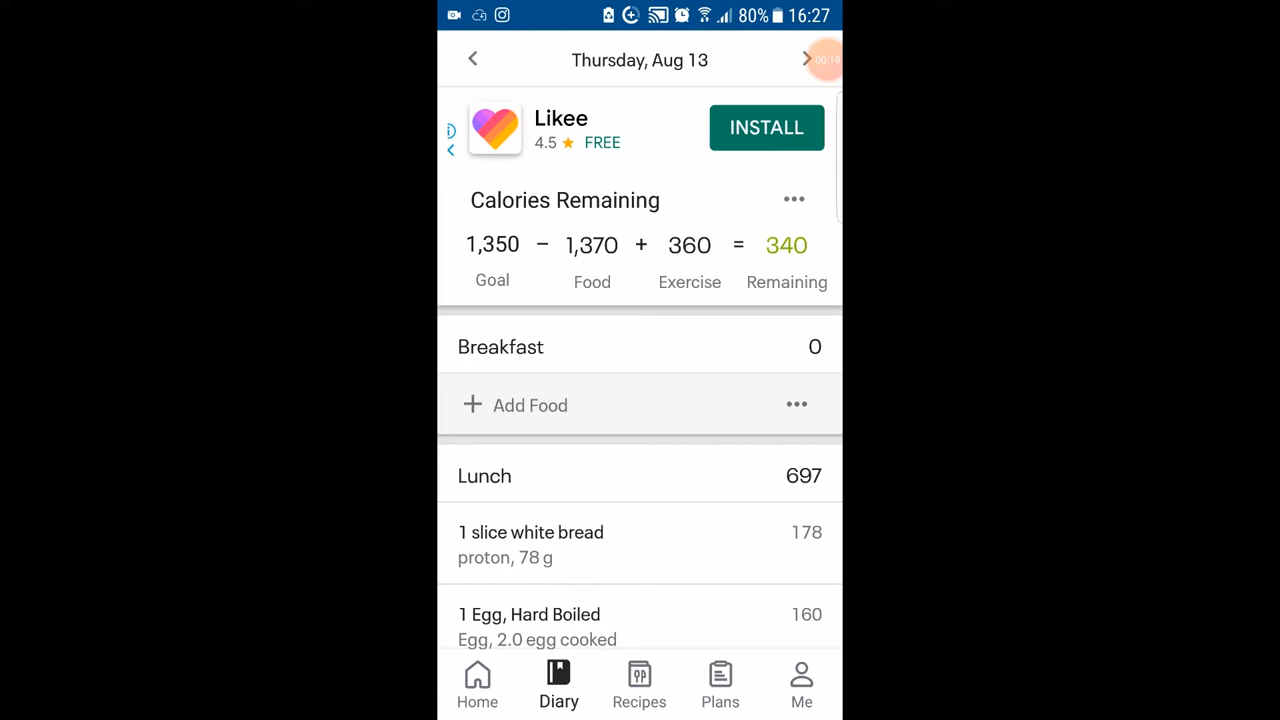 80% 16:27
Thursday, Aug 13
00:19
Likee
4.5 ★ FREE
INSTALL
Calories Remaining
1,350 − 1,370 + 360 = 340
Goal Food Exercise Remaining
Breakfast 0
+ Add Food
Lunch 697
1 slice white bread 178
proton, 78 g
1 Egg, Hard Boiled 160
Egg, 2.0 egg cooked
Home Diary Recipes Plans Me